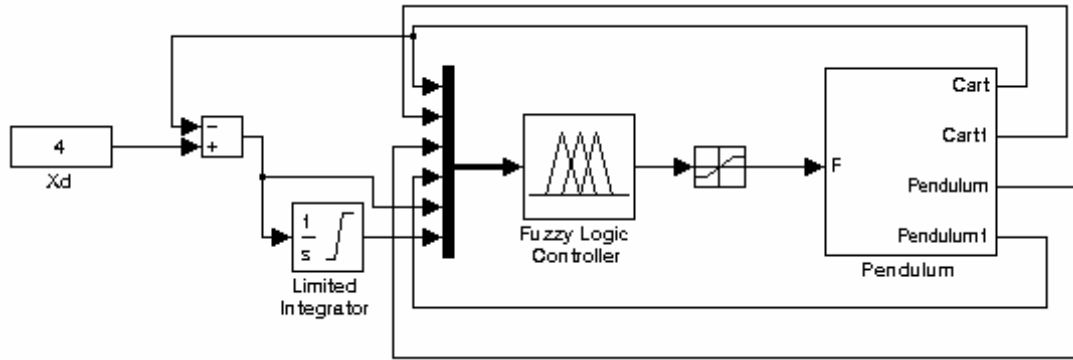 4
Xd
−
+
1
s
Limited
Integrator
Fuzzy Logic
Controller
F
Cart
Cart1
Pendulum
Pendulum1
Pendulum